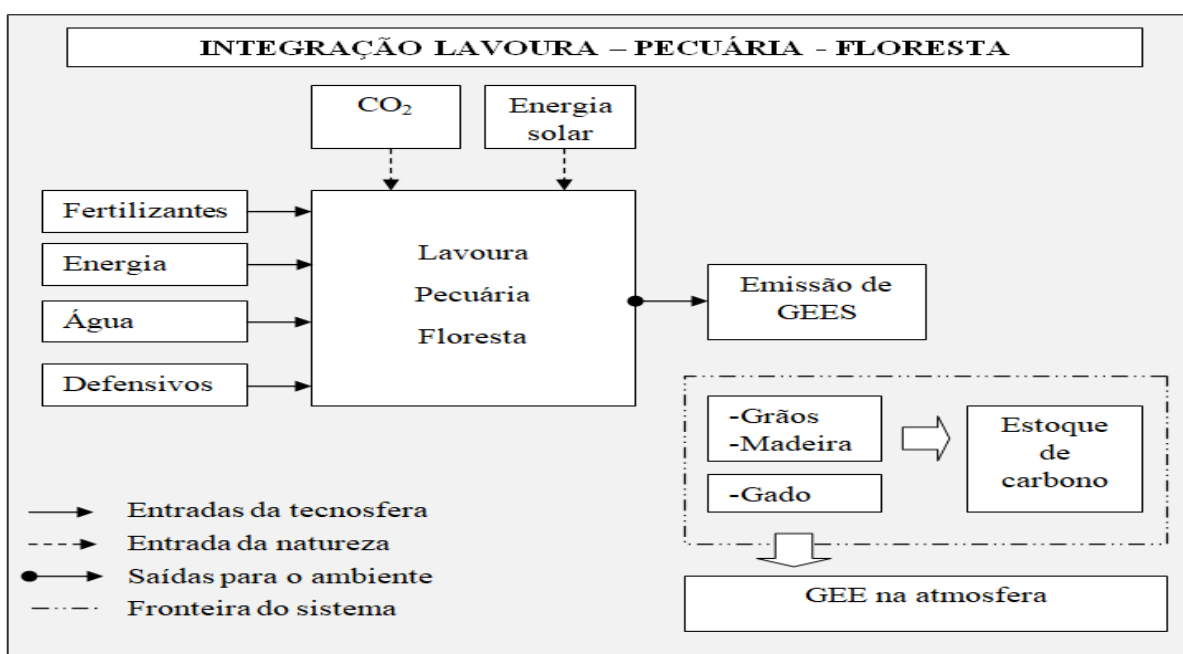 INTEGRAÇÃO LAVOURA – PECUÁRIA - FLORESTA
CO₂
Energia
solar
Fertilizantes
Energia
Água
Defensivos
Lavoura
Pecuária
Floresta
Emissão de
GEES
-Grãos
-Madeira
-Gado
Estoque
de
carbono
GEE na atmosfera
Entradas da tecnosfera
Entrada da natureza
Saídas para o ambiente
Fronteira do sistema